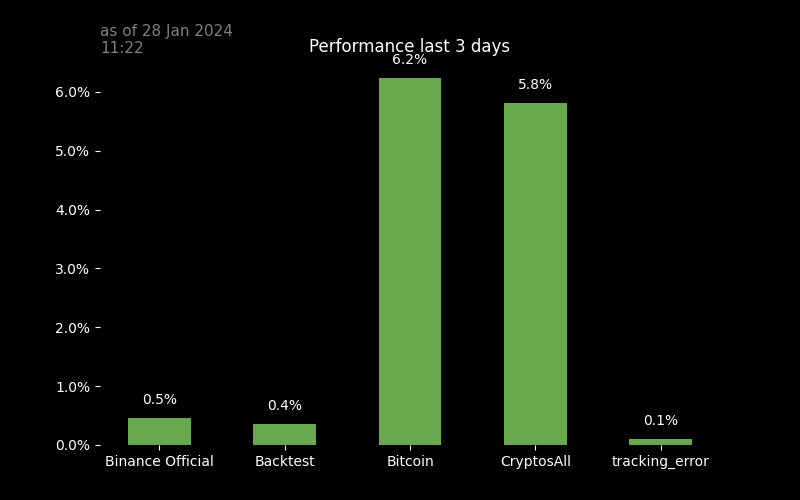 as of 28 Jan 2024
11:22
Performance last 3 days
6.2%
5.8%
6.0%
5.0%
4.0%
3.0%
2.0%
1.0%
0.0%
0.5%
0.4%
0.1%
Binance Official
Backtest
Bitcoin
CryptosAll
tracking_error